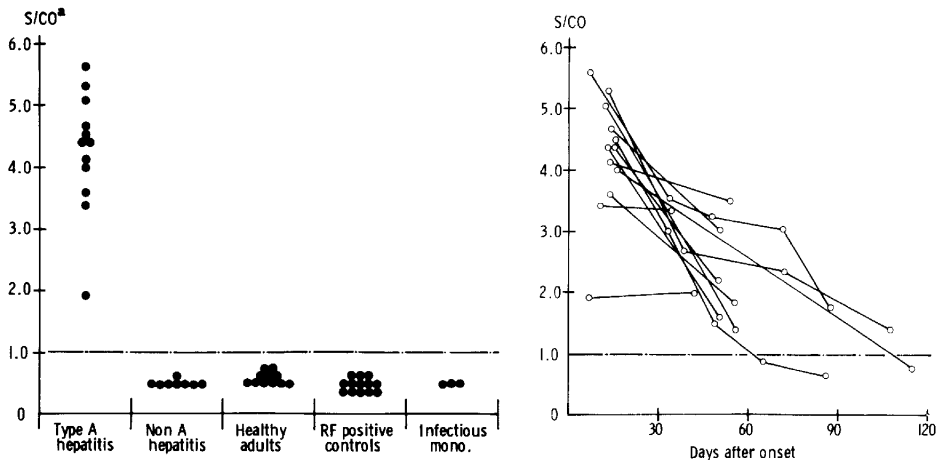 S/COᵃ
6.0
5.0
4.0
3.0
2.0
1.0
0
Type A hepatitis
Non A hepatitis
Healthy adults
RF positive controls
Infectious mono.
S/CO
6.0
5.0
4.0
3.0
2.0
1.0
0
30
60
90
120
Days after onset